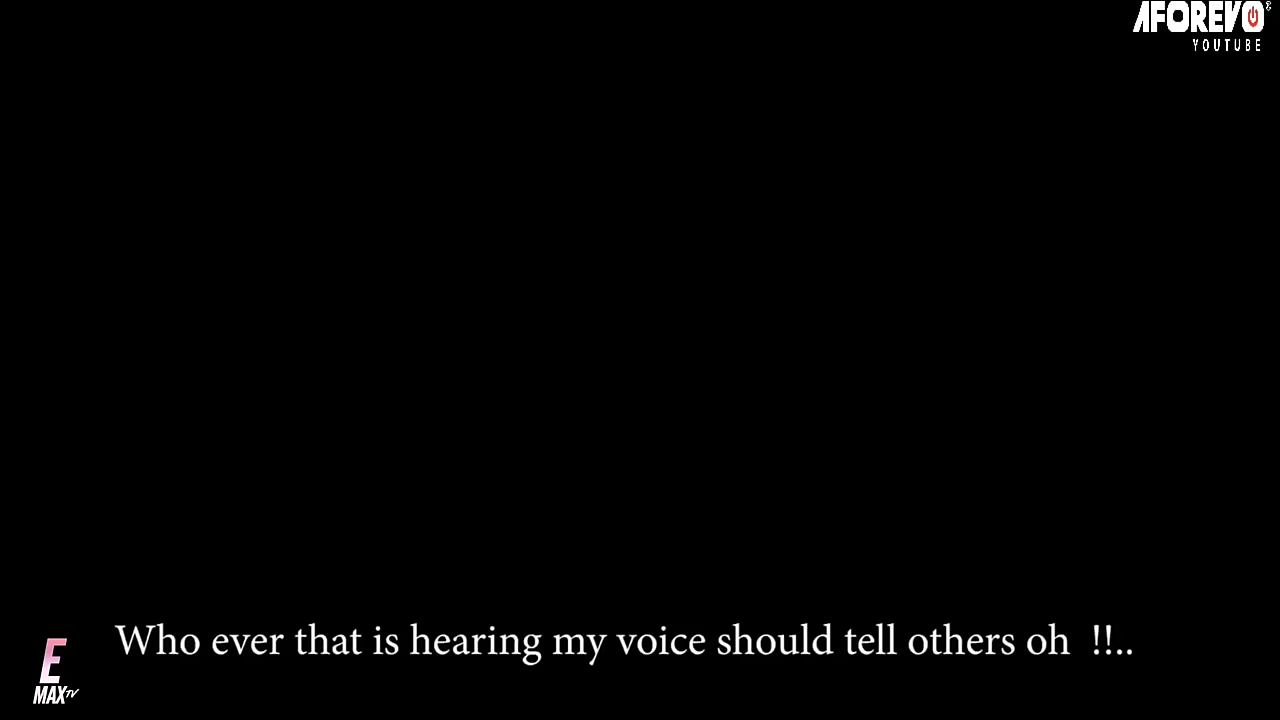 AFOREVO
YOUTUBE
Who ever that is hearing my voice should tell others oh !!..
E
MAX TV